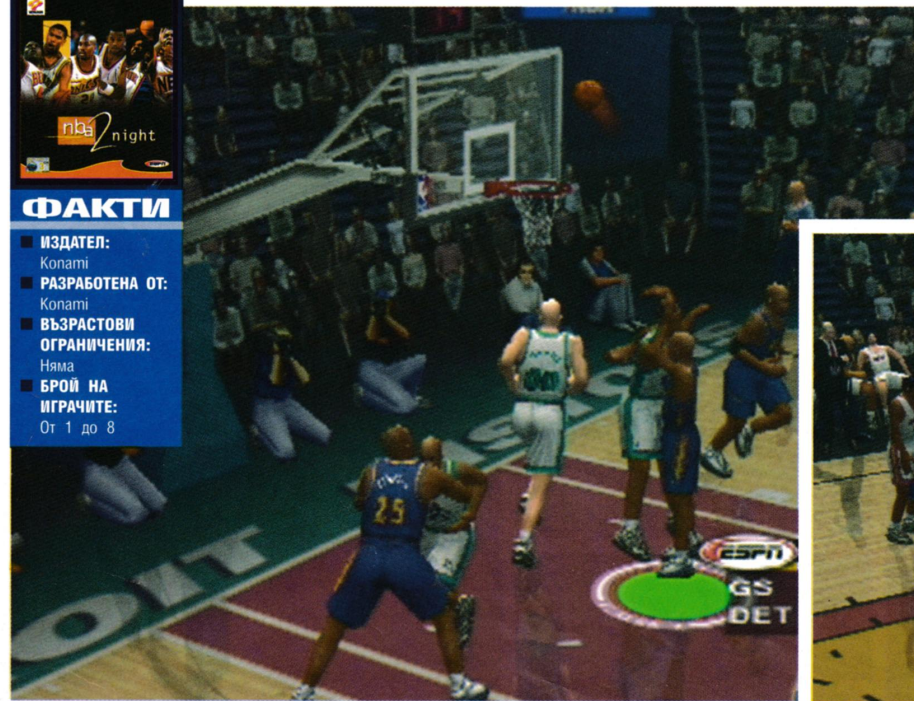 nba 2 night
ФАКТИ
ИЗДАТЕЛ:
Konami
РАЗРАБОТЕНА ОТ:
Konami
ВЪЗРАСТОВИ
ОГРАНИЧЕНИЯ:
Няма
БРОЙ НА
ИГРАЧИТЕ:
От 1 до 8
25
OIT
ESPN
GS
DET